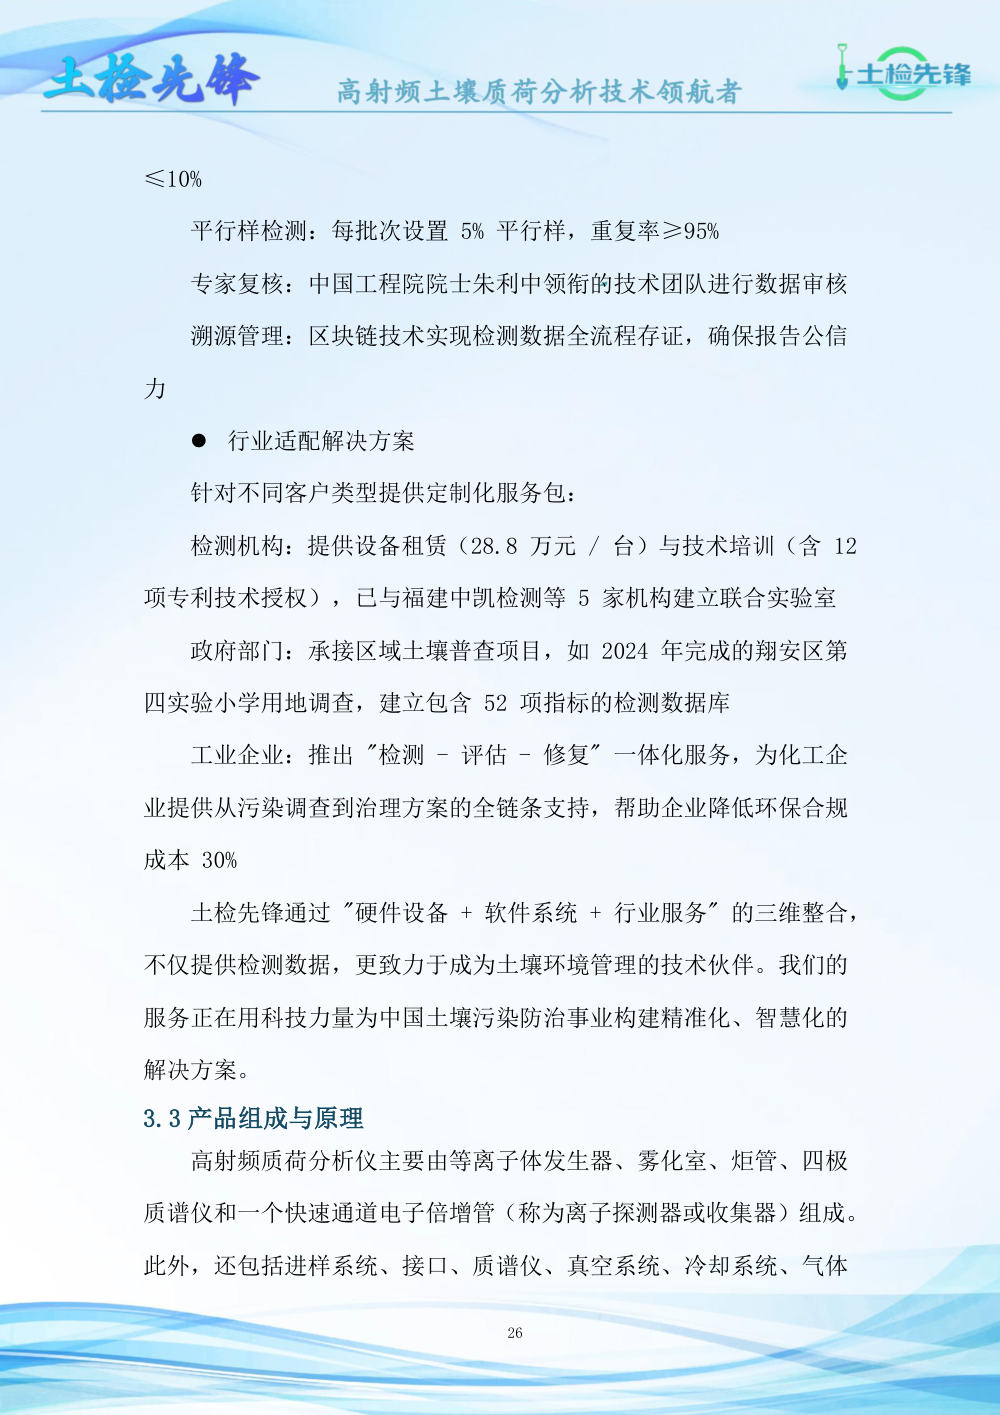 土检先锋
高射频土壤质荷分析技术领航者
土检先锋
≤10%
平行样检测：每批次设置 5% 平行样，重复率≥95%
专家复核：中国工程院院士朱利中领衔的技术团队进行数据审核
溯源管理：区块链技术实现检测数据全流程存证，确保报告公信
力
● 行业适配解决方案
针对不同客户类型提供定制化服务包：
检测机构：提供设备租赁（28.8 万元 / 台）与技术培训（含 12
项专利技术授权），已与福建中凯检测等 5 家机构建立联合实验室
政府部门：承接区域土壤普查项目，如 2024 年完成的翔安区第
四实验小学用地调查，建立包含 52 项指标的检测数据库
工业企业：推出 "检测 - 评估 - 修复" 一体化服务，为化工企
业提供从污染调查到治理方案的全链条支持，帮助企业降低环保合规
成本 30%
土检先锋通过 "硬件设备 + 软件系统 + 行业服务" 的三维整合，
不仅提供检测数据，更致力于成为土壤环境管理的技术伙伴。我们的
服务正在用科技力量为中国土壤污染防治事业构建精准化、智慧化的
解决方案。
3.3 产品组成与原理
高射频质荷分析仪主要由等离子体发生器、雾化室、炬管、四极
质谱仪和一个快速通道电子倍增管（称为离子探测器或收集器）组成。
此外，还包括进样系统、接口、质谱仪、真空系统、冷却系统、气体
26